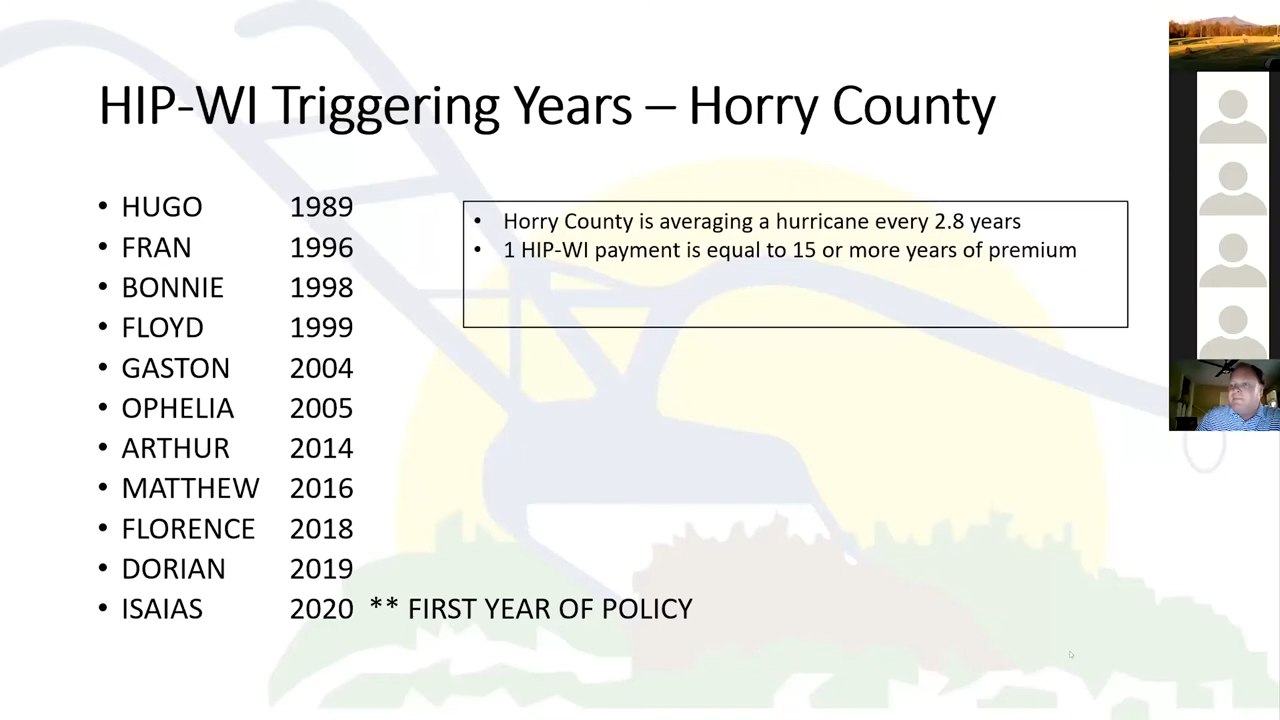 HIP-WI Triggering Years – Horry County
• HUGO 1989
• FRAN 1996
• BONNIE 1998
• FLOYD 1999
• GASTON 2004
• OPHELIA 2005
• ARTHUR 2014
• MATTHEW 2016
• FLORENCE 2018
• DORIAN 2019
• ISAIAS 2020 ** FIRST YEAR OF POLICY
• Horry County is averaging a hurricane every 2.8 years
• 1 HIP-WI payment is equal to 15 or more years of premium